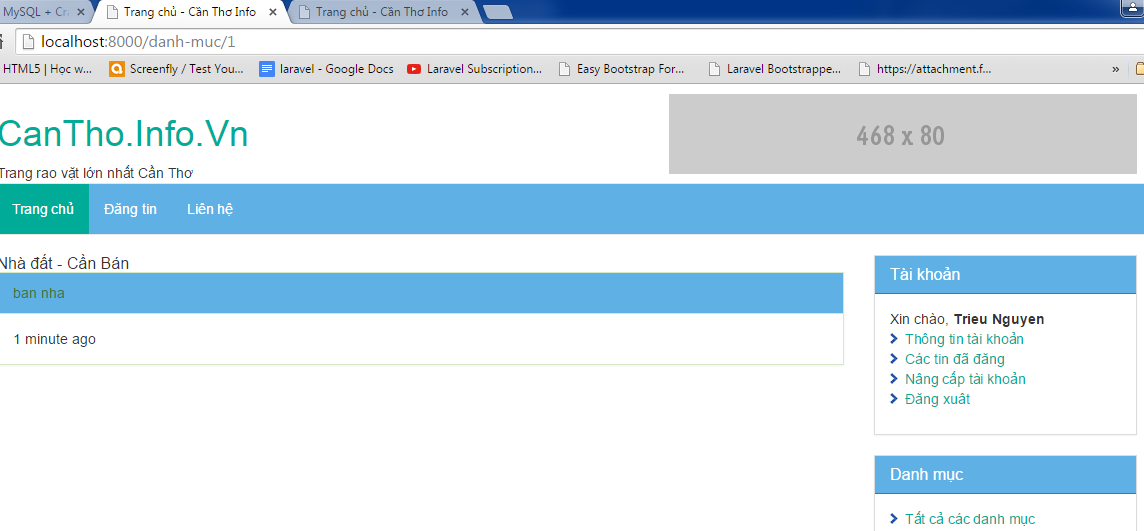 MySQL + Cr
Trang chủ - Cần Thơ Info
Trang chủ - Cần Thơ Info
localhost:8000/danh-muc/1
HTML5 | Học w...
Screenfly / Test You...
laravel - Google Docs
Laravel Subscription...
Easy Bootstrap For...
Laravel Bootstrappe...
https://attachment.f...
»
CanTho.Info.Vn
468 x 80
Trang rao vặt lớn nhất Cần Thơ
Trang chủ
Đăng tin
Liên hệ
Nhà đất - Cần Bán
ban nha
1 minute ago
Tài khoản
Xin chào, Trieu Nguyen
Thông tin tài khoản
Các tin đã đăng
Nâng cấp tài khoản
Đăng xuât
Danh mục
Tất cả các danh mục